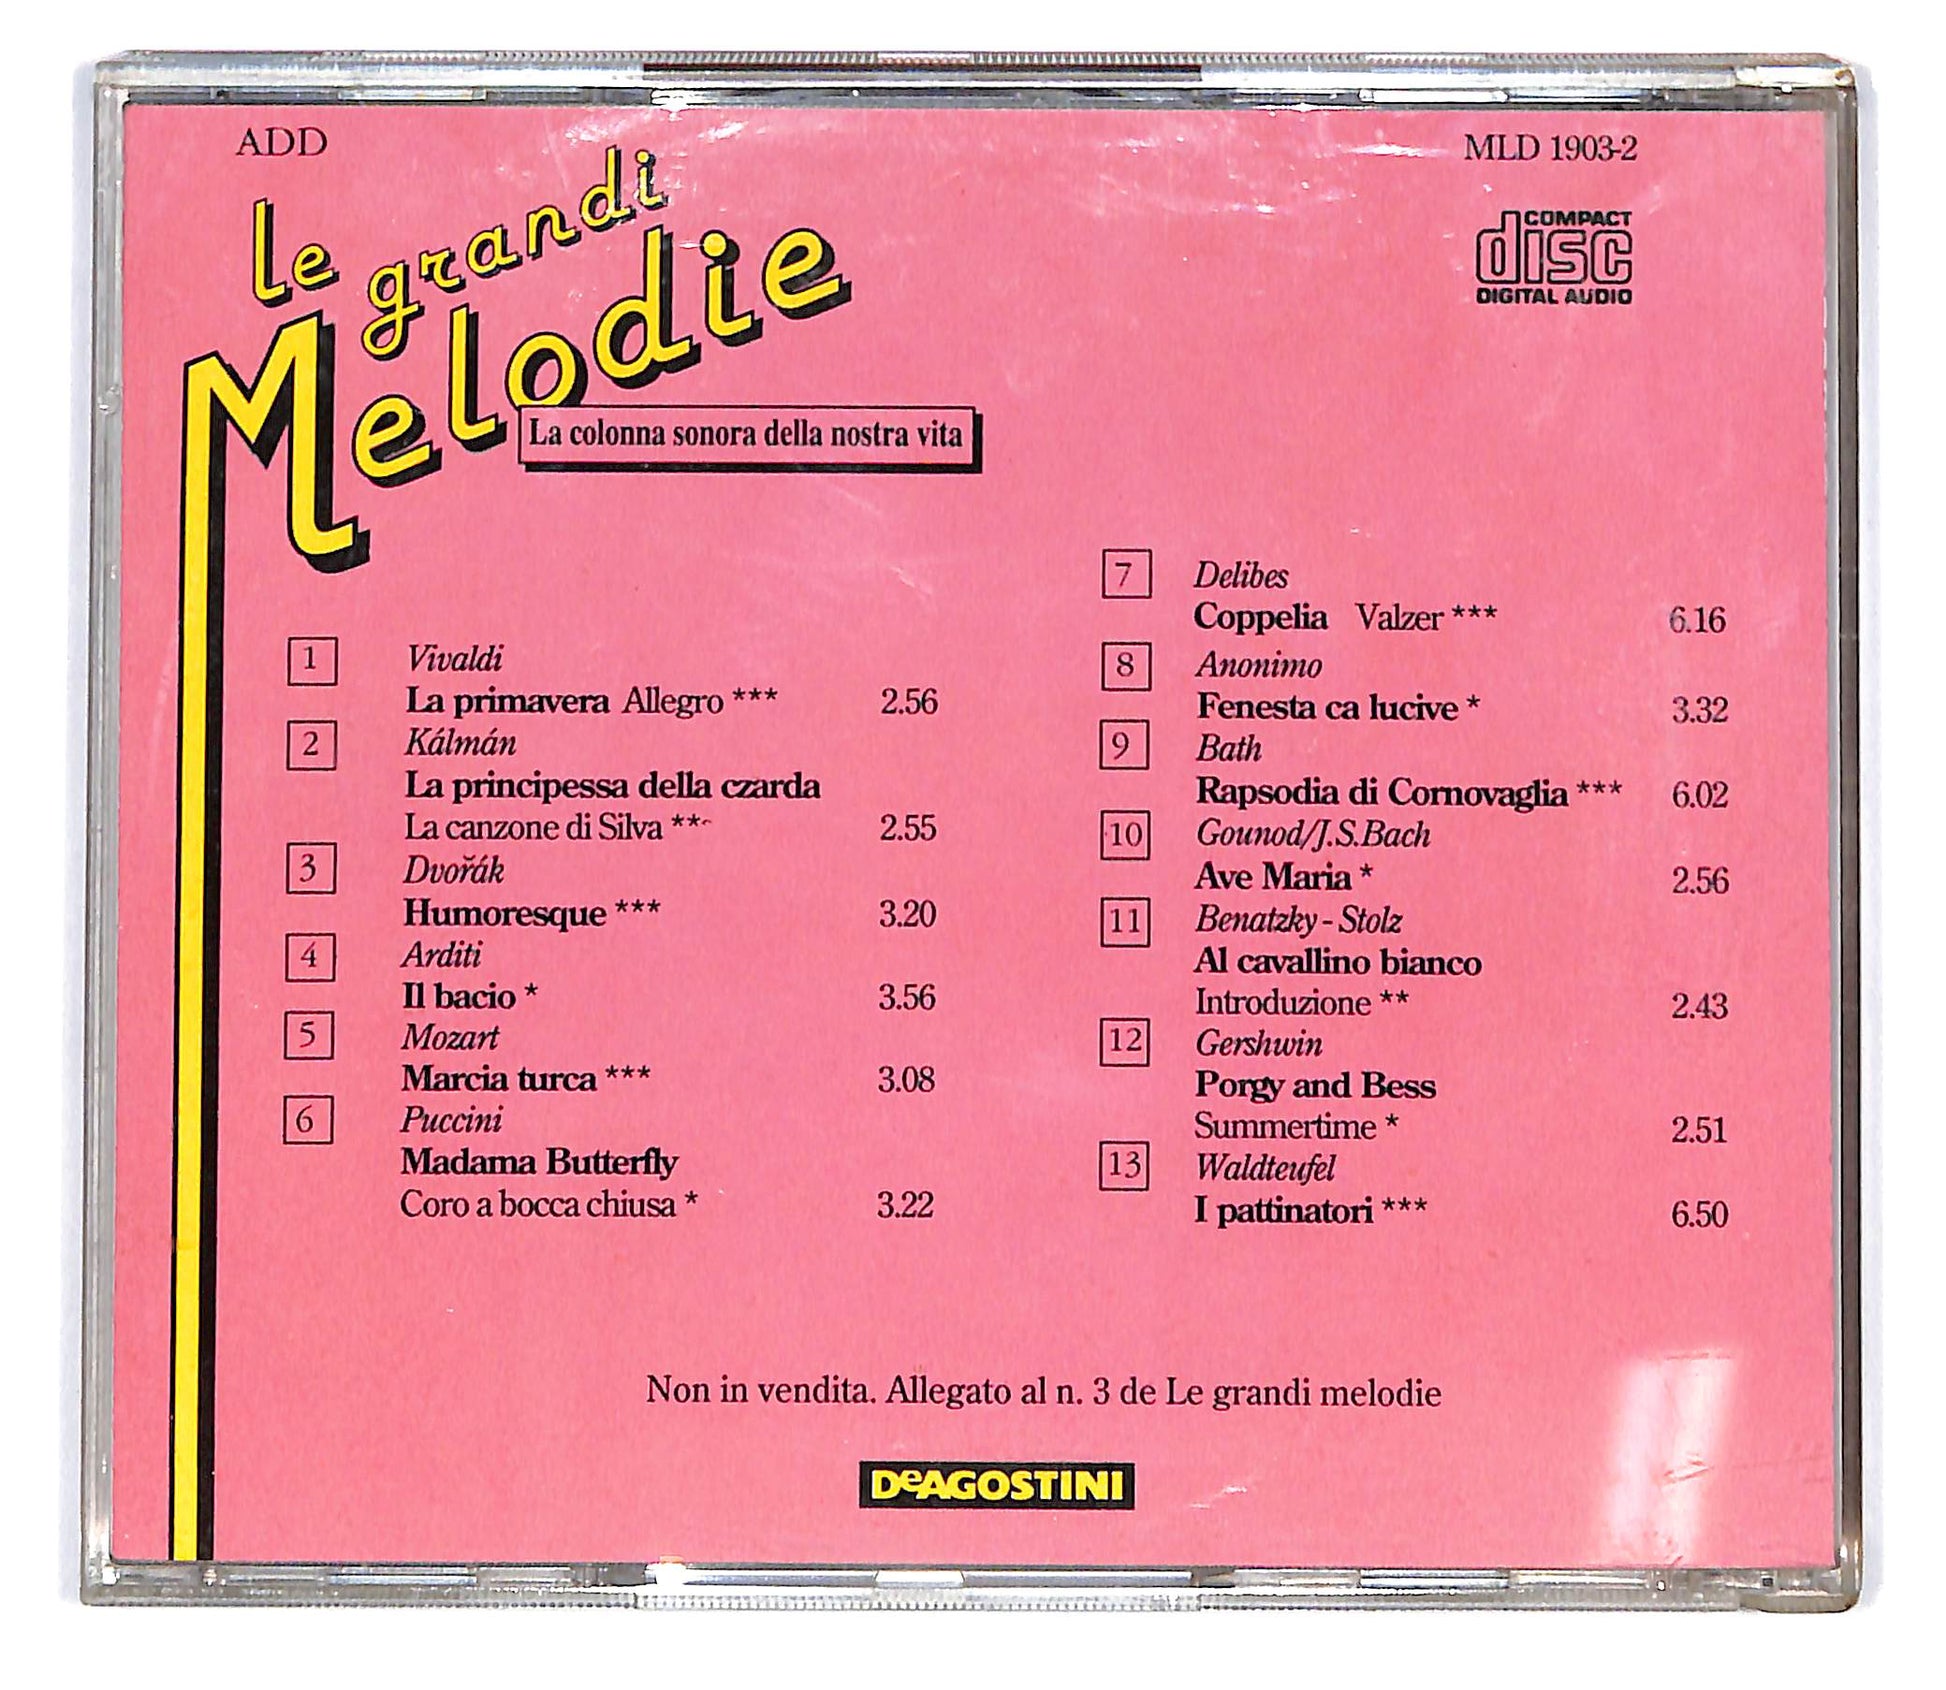 ADD
MLD 1903-2
le grandi
Melodie
La colonna sonora della nostra vita
COMPACT
disc
DIGITAL AUDIO
1 Vivaldi
La primavera Allegro *** 2.56
2 Kálmán
La principessa della czarda
La canzone di Silva ** 2.55
3 Dvořák
Humoresque *** 3.20
4 Arditi
Il bacio * 3.56
5 Mozart
Marcia turca *** 3.08
6 Puccini
Madama Butterfly
Coro a bocca chiusa * 3.22
7 Delibes
Coppelia Valzer *** 6.16
8 Anonimo
Fenesta ca lucive * 3.32
9 Bath
Rapsodia di Cornovaglia *** 6.02
10 Gounod/J.S.Bach
Ave Maria * 2.56
11 Benatzky - Stolz
Al cavallino bianco
Introduzione ** 2.43
12 Gershwin
Porgy and Bess
Summertime * 2.51
13 Waldteufel
I pattinatori *** 6.50
Non in vendita. Allegato al n. 3 de Le grandi melodie
DeAGOSTINI